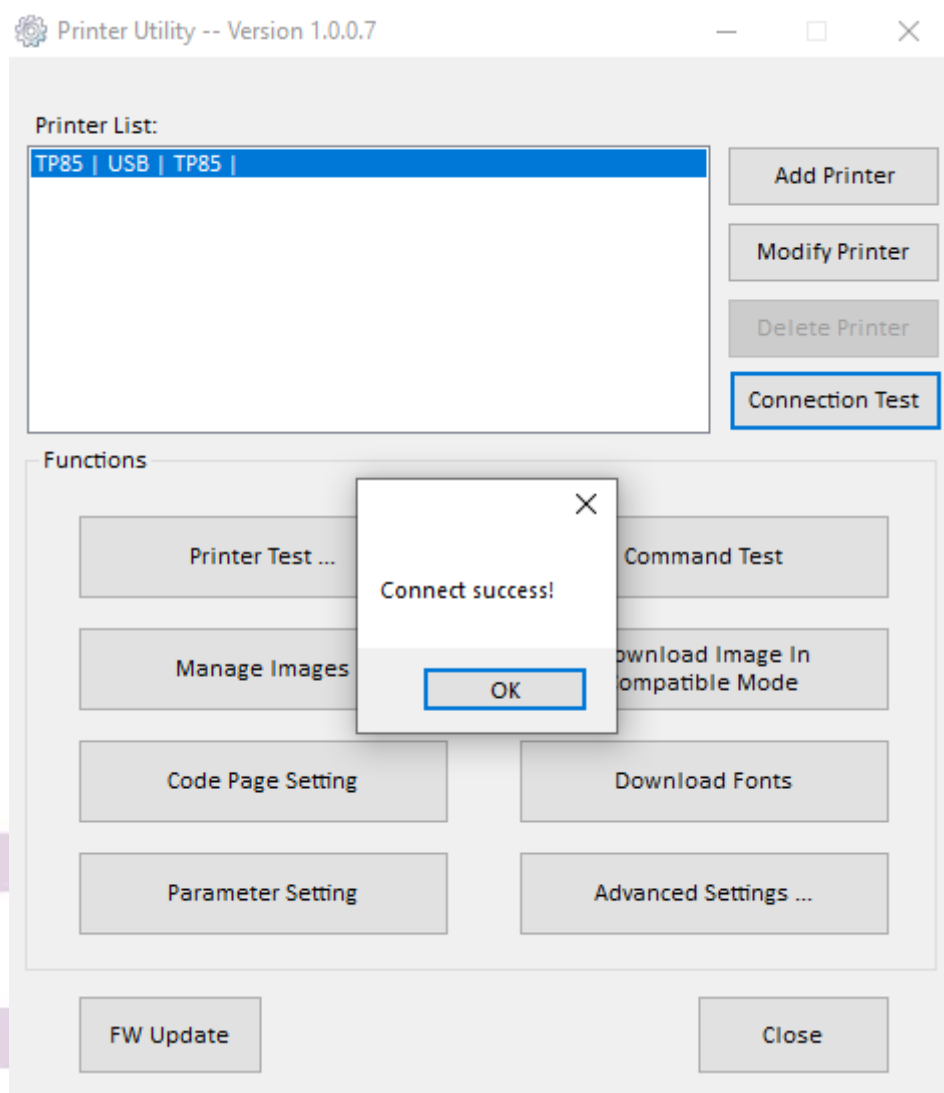 Printer Utility -- Version 1.0.0.7
Printer List:
TP85 | USB | TP85 |
Add Printer
Modify Printer
Delete Printer
Connection Test
Functions
Printer Test ...
Command Test
Connect success!
OK
Manage Images
ownload Image In
ompatible Mode
Code Page Setting
Download Fonts
Parameter Setting
Advanced Settings ...
FW Update
Close